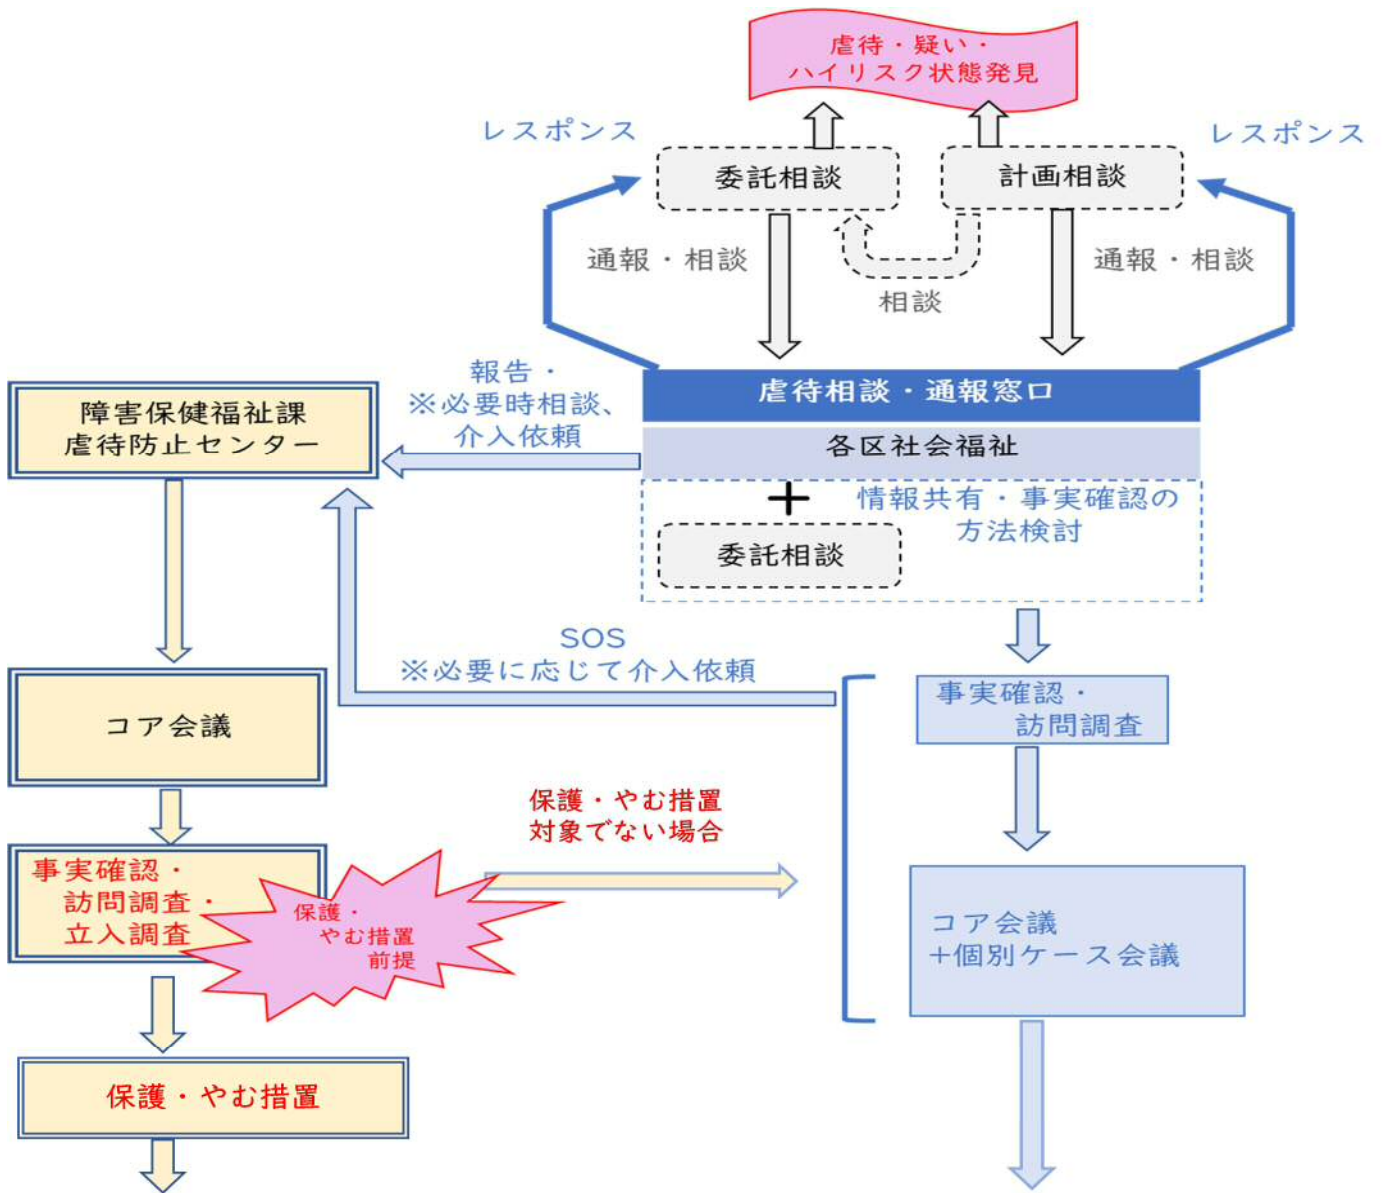 虐待・疑い・
ハイリスク状態発見
レスポンス
レスポンス
委託相談
計画相談
通報・相談
通報・相談
相談
報告・
※必要時相談、
介入依頼
虐待相談・通報窓口
障害保健福祉課
虐待防止センター
各区社会福祉
+
情報共有・事実確認の
方法検討
委託相談
SOS
※必要に応じて介入依頼
事実確認・
訪問調査
コア会議
保護・やむ措置
対象でない場合
事実確認・
訪問調査・
立入調査
保護・
やむ措置
前提
コア会議
+個別ケース会議
保護・やむ措置